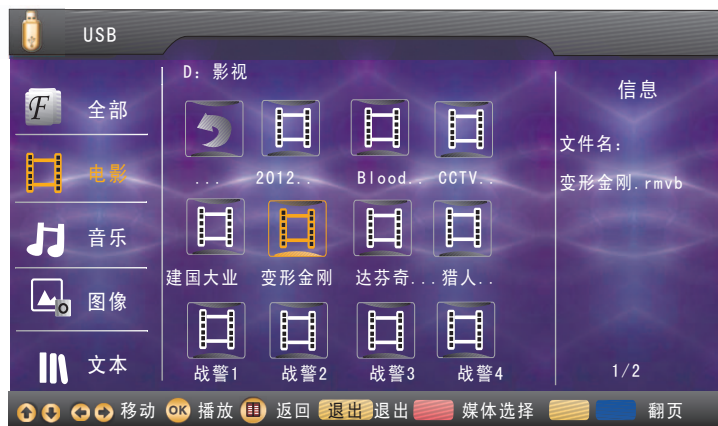 USB
D: 影视
信息
F 全部
电影
音乐
图像
文本
... 2012.. Blood.. CCTV..
建国大业 变形金刚 达芬奇... 猎人..
战警1 战警2 战警3 战警4
文件名:
变形金刚.rmvb
1/2
移动 OK 播放 返回 退出 退出 媒体选择 翻页